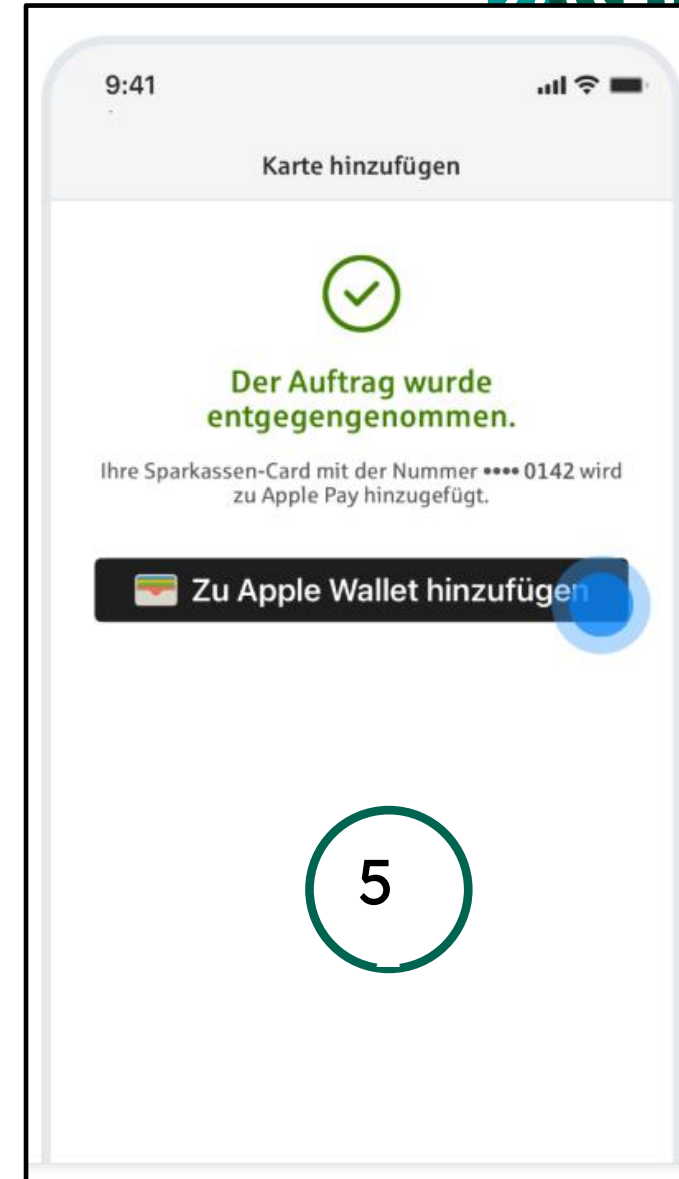 9:41
Karte hinzufügen
Der Auftrag wurde
entgegengenommen.
Ihre Sparkassen-Card mit der Nummer •••• 0142 wird
zu Apple Pay hinzugefügt.
Zu Apple Wallet hinzufügen
5